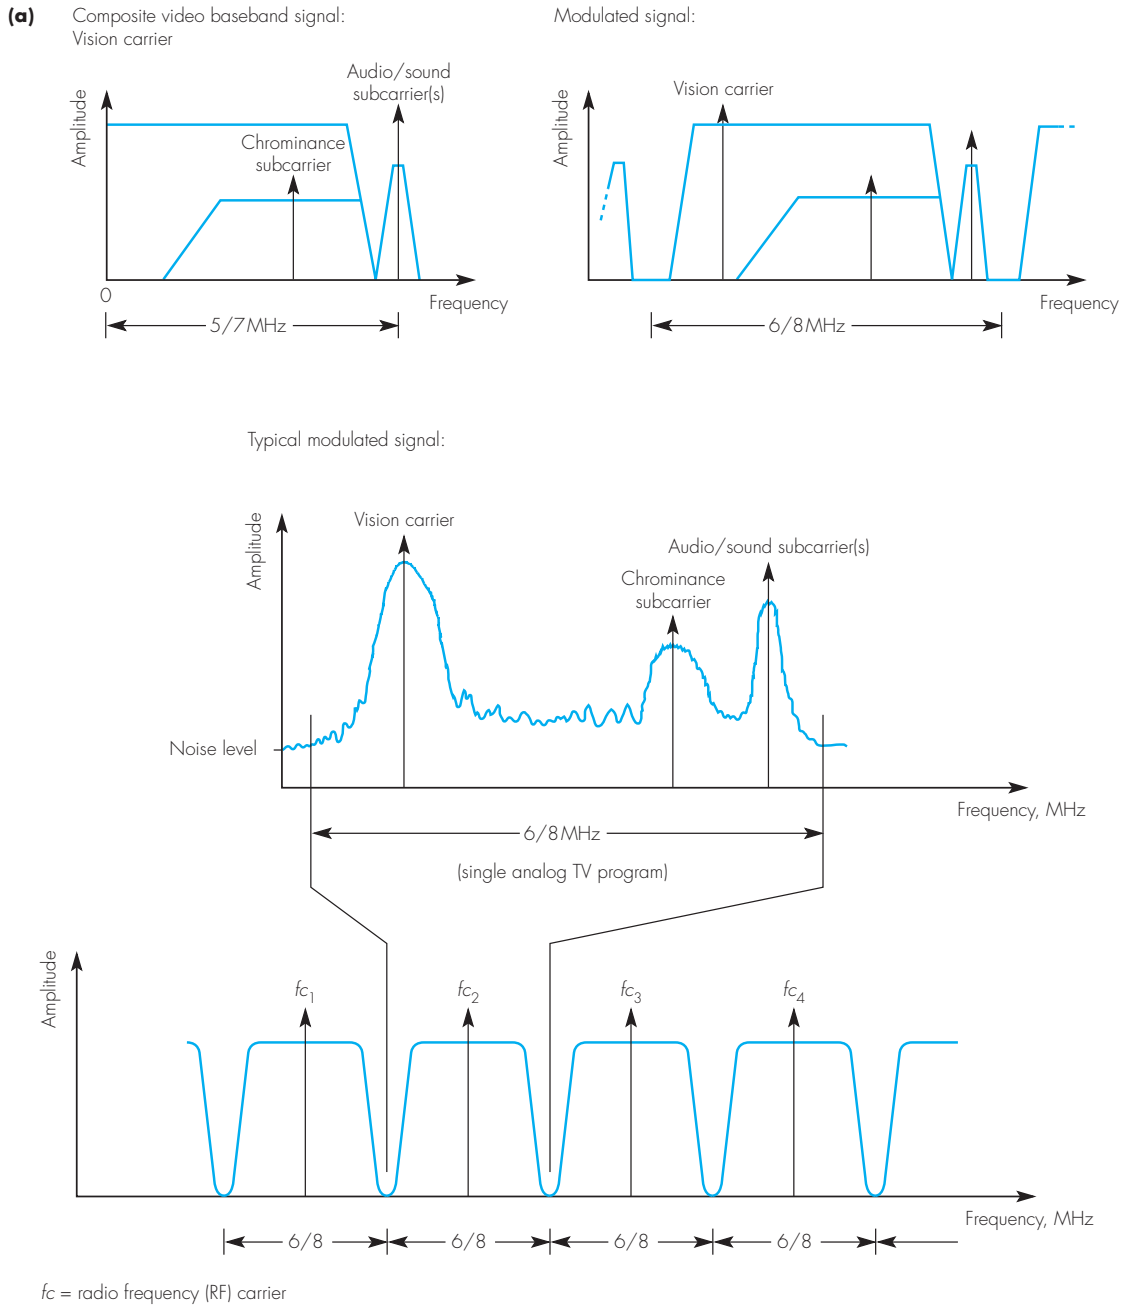 (a) Composite video baseband signal:
Vision carrier
Modulated signal:
Amplitude
Audio/sound
subcarrier(s)
Chrominance
subcarrier
0
Frequency
5/7MHz
Amplitude
Vision carrier
Frequency
6/8MHz
Typical modulated signal:
Amplitude
Vision carrier
Audio/sound subcarrier(s)
Chrominance
subcarrier
Noise level
Frequency, MHz
6/8MHz
(single analog TV program)
Amplitude
fc1
fc2
fc3
fc4
Frequency, MHz
6/8
6/8
6/8
6/8
fc = radio frequency (RF) carrier